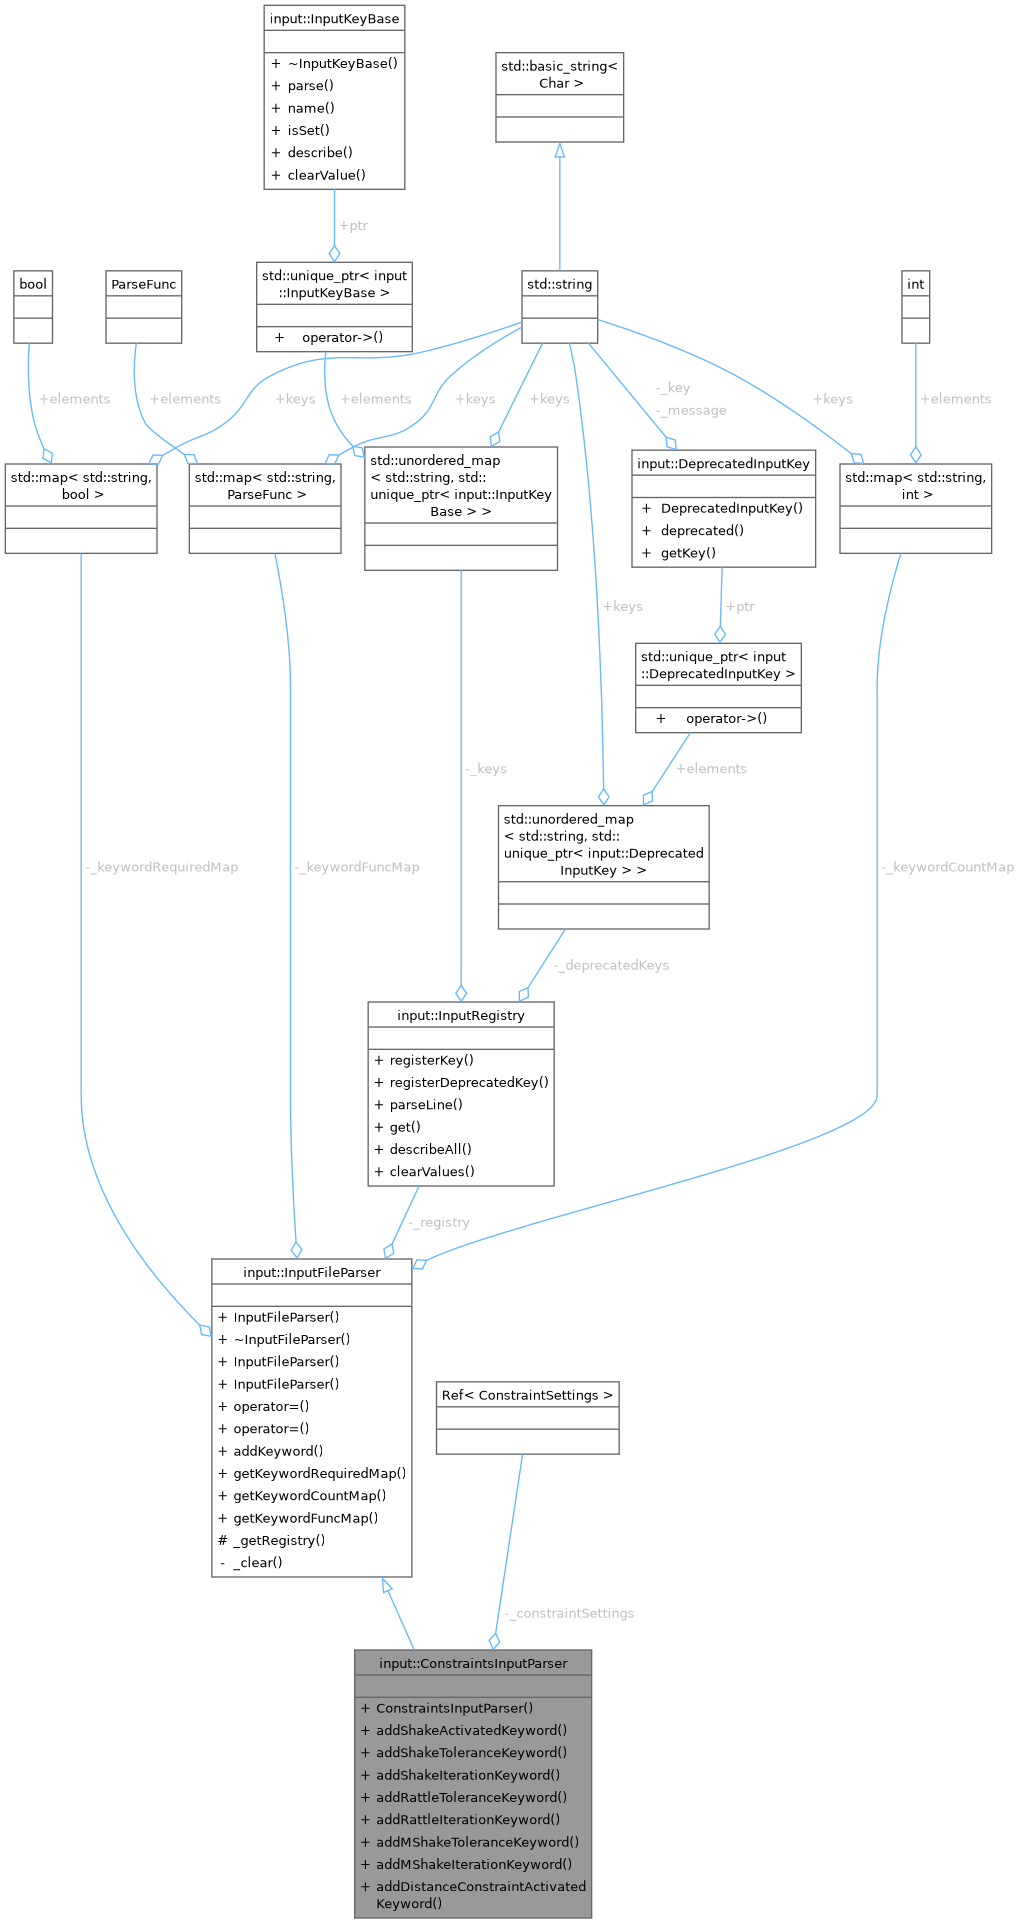 input::InputKeyBase
+ ~InputKeyBase()
+ parse()
+ name()
+ isSet()
+ describe()
+ clearValue()
std::basic_string<
Char >
+ptr
bool
ParseFunc
std::unique_ptr< input
::InputKeyBase >
+ operator->()
std::string
int
+elements
+elements
+keys
+elements
+keys
+keys
-_key
-_message
+keys
+elements
std::map< std::string,
bool >
std::map< std::string,
ParseFunc >
std::unordered_map
< std::string, std::
unique_ptr< input::InputKey
Base > >
input::DeprecatedInputKey
+ DeprecatedInputKey()
+ deprecated()
+ getKey()
std::map< std::string,
int >
+keys
+ptr
std::unique_ptr< input
::DeprecatedInputKey >
+ operator->()
-_keys
+elements
std::unordered_map
< std::string, std::
unique_ptr< input::Deprecated
InputKey > >
-_keywordRequiredMap
-_keywordFuncMap
-_keywordCountMap
-_deprecatedKeys
input::InputRegistry
+ registerKey()
+ registerDeprecatedKey()
+ parseLine()
+ get()
+ describeAll()
+ clearValues()
-_registry
input::InputFileParser
+ InputFileParser()
+ ~InputFileParser()
+ InputFileParser()
+ InputFileParser()
+ operator=()
+ operator=()
+ addKeyword()
+ getKeywordRequiredMap()
+ getKeywordCountMap()
+ getKeywordFuncMap()
# _getRegistry()
- _clear()
Ref< ConstraintSettings >
-_constraintSettings
input::ConstraintsInputParser
+ ConstraintsInputParser()
+ addShakeActivatedKeyword()
+ addShakeToleranceKeyword()
+ addShakeIterationKeyword()
+ addRattleToleranceKeyword()
+ addRattleIterationKeyword()
+ addMShakeToleranceKeyword()
+ addMShakeIterationKeyword()
+ addDistanceConstraintActivated
Keyword()